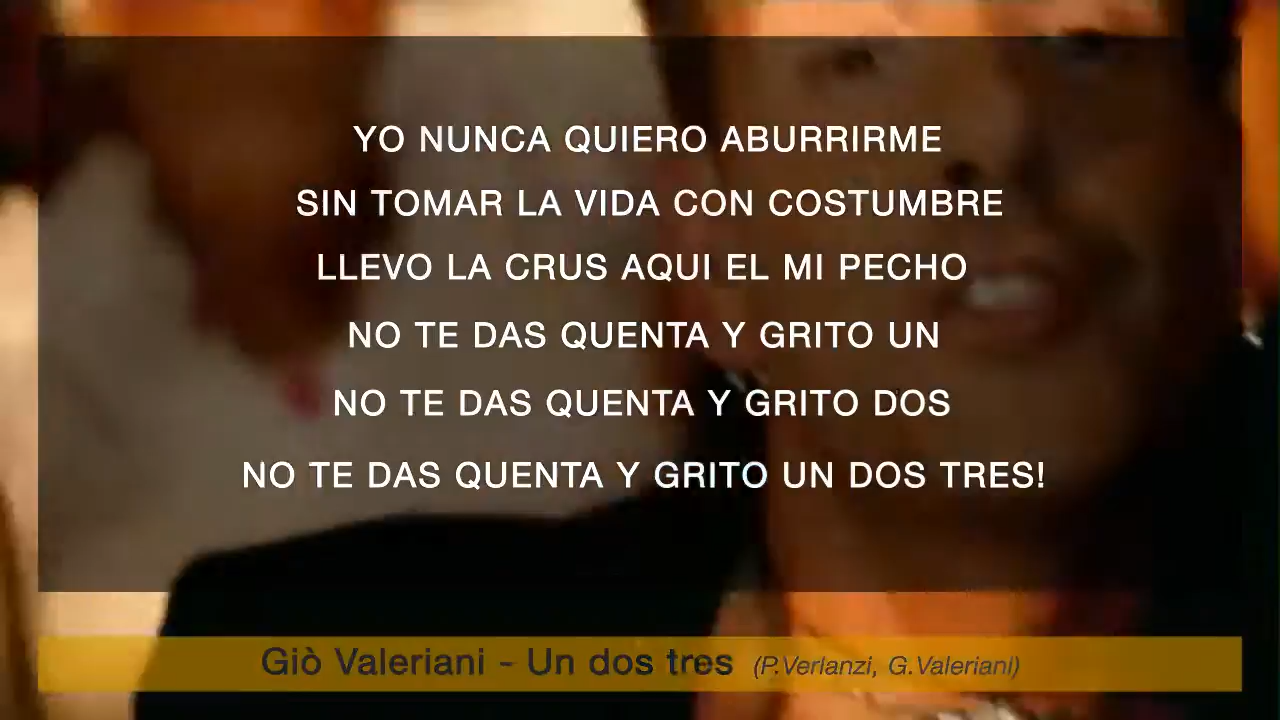 YO NUNCA QUIERO ABURRIRME
SIN TOMAR LA VIDA CON COSTUMBRE
LLEVO LA CRUS AQUI EL MI PECHO
NO TE DAS QUENTA Y GRITO UN
NO TE DAS QUENTA Y GRITO DOS
NO TE DAS QUENTA Y GRITO UN DOS TRES!
Giò Valeriani - Un dos tres (P.Verlanzi, G.Valeriani)